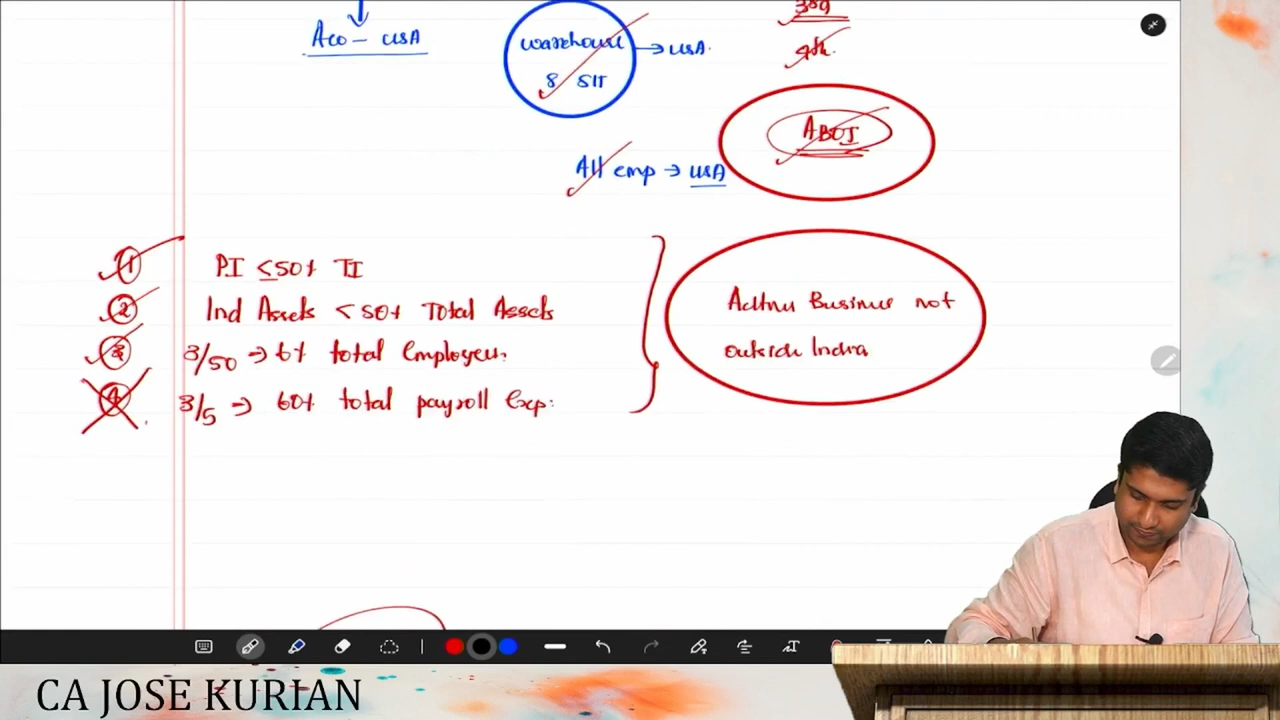 389
Aco - USA
warehouse → USA.
8 SIT
ABOI
All emp → USA
① P.I ≤ 50% TI
② Ind Assets < 50% Total Assets
③ 3/50 → 6% total Employees
④ 3/5 → 60% total payroll Exp:
Active Business not
outside India
CA JOSE KURIAN